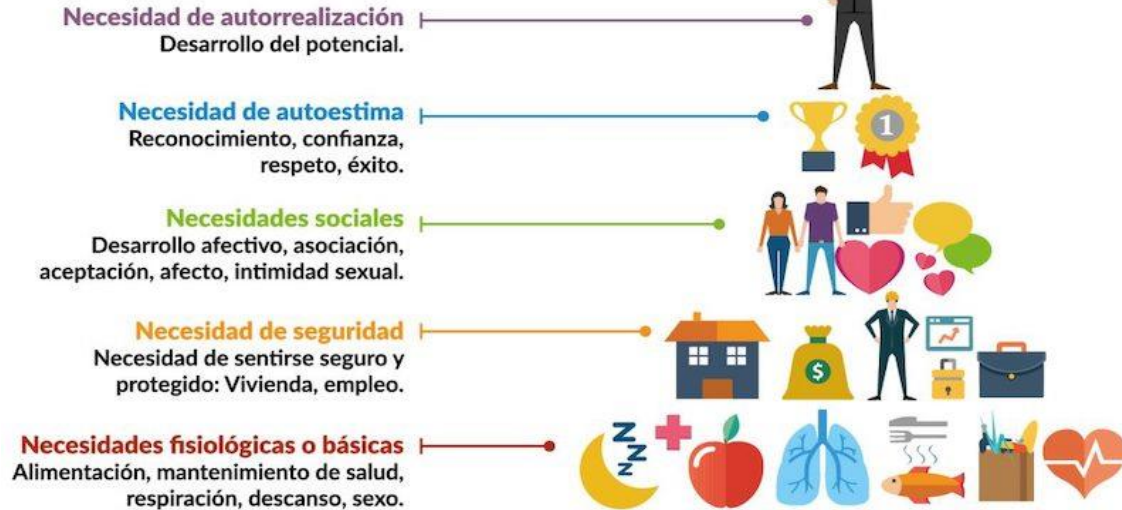 Necesidad de autorrealización
Desarrollo del potencial.
Necesidad de autoestima
Reconocimiento, confianza,
respeto, éxito.
1
Necesidades sociales
Desarrollo afectivo, asociación,
aceptación, afecto, intimidad sexual.
Necesidad de seguridad
Necesidad de sentirse seguro y
protegido: Vivienda, empleo.
$
Necesidades fisiológicas o básicas
Alimentación, mantenimiento de salud,
respiración, descanso, sexo.
zZN